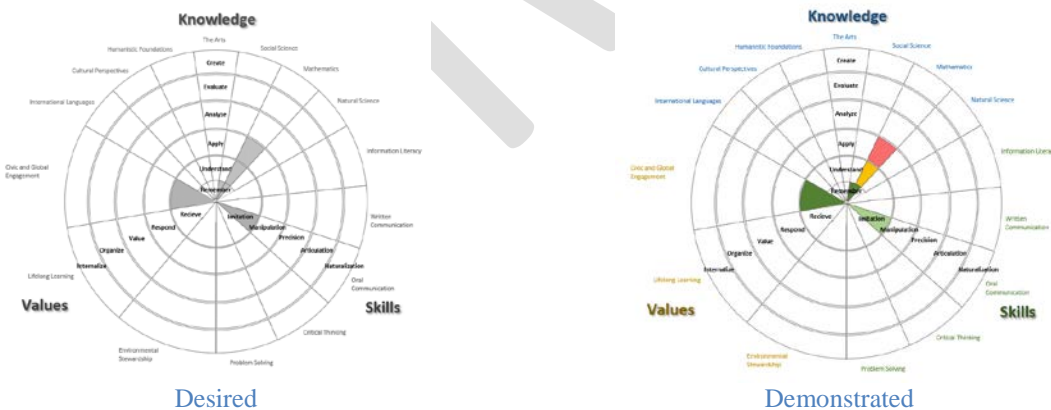 Knowledge
The Arts
Humanistic Foundations
Social Science
Cultural Perspectives
Mathematics
International Languages
Natural Science
Civic and Global
Engagement
Information Literacy
Written
Communication
Lifelong Learning
Oral
Communication
Environmental
Stewardship
Critical Thinking
Problem Solving
Create
Evaluate
Analyze
Apply
Understand
Remember
Recieve
Respond
Value
Organize
Internalize
Imitation
Manipulation
Precision
Articulation
Naturalization
Values
Skills
Desired
Knowledge
The Arts
Humanistic Foundations
Social Science
Cultural Perspectives
Mathematics
International Languages
Natural Science
Civic and Global
Engagement
Information Litera
Written
Communication
Lifelong Learning
Oral
Communication
Environmental
Stewardship
Critical Thinking
Problem Solving
Create
Evaluate
Analyze
Apply
Understand
Remember
Recieve
Respond
Value
Organize
Internalize
Imitation
Manipulation
Precision
Articulation
Naturalization
Values
Skills
Demonstrated